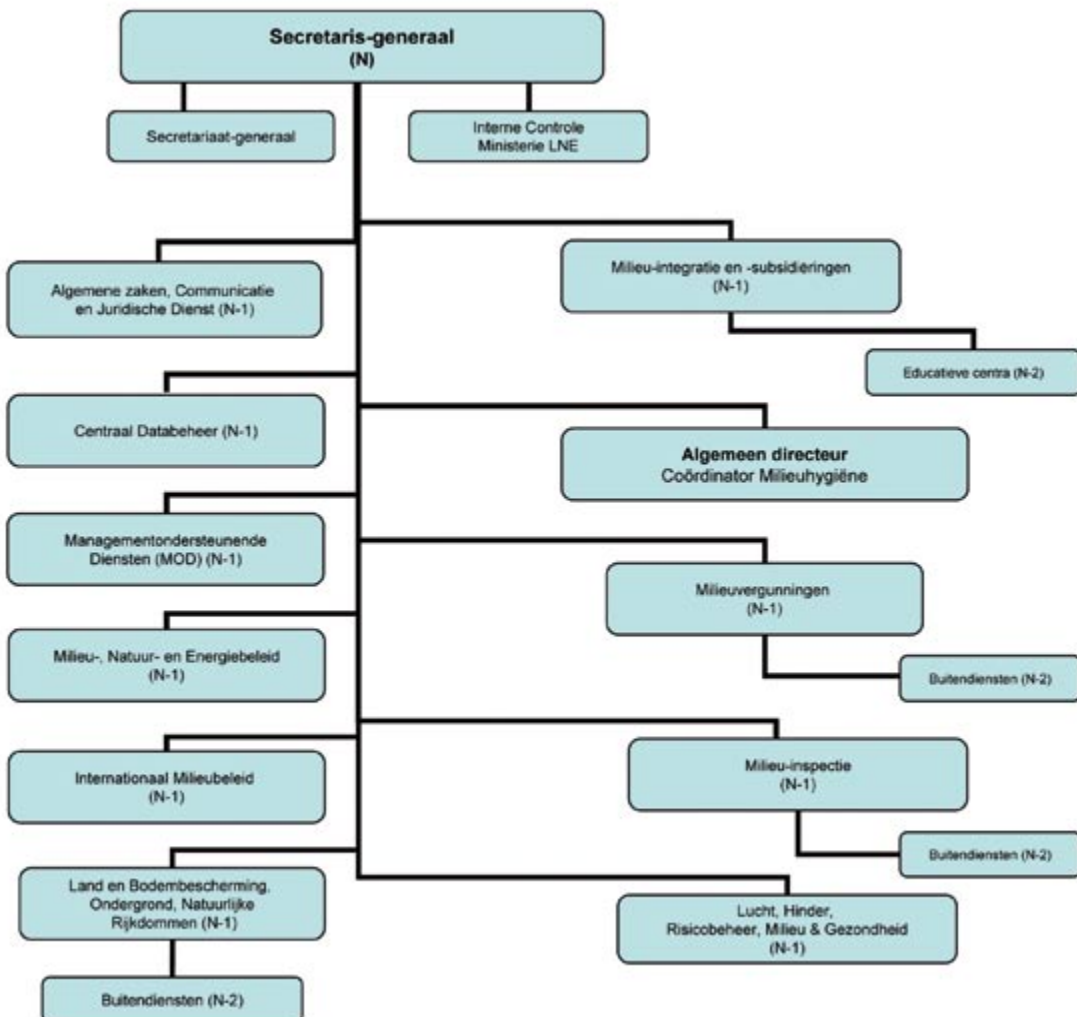 Secretaris-generaal
(N)
Secretariaat-generaal
Interne Controle
Ministerie LNE
Algemene zaken, Communicatie
en Juridische Dienst (N-1)
Milieu-integratie en -subsidiëringen
(N-1)
Educatieve centra (N-2)
Centraal Databeheer (N-1)
Algemeen directeur
Coördinator Milieuhygiëne
Managementondersteunende
Diensten (MOD) (N-1)
Milieuvergunningen
(N-1)
Milieu-, Natuur- en Energiebeleid
(N-1)
Buitendiensten (N-2)
Internationaal Milieubeleid
(N-1)
Milieu-inspectie
(N-1)
Buitendiensten (N-2)
Land en Bodembescherming,
Ondergrond, Natuurlijke
Rijkdommen (N-1)
Lucht, Hinder,
Risicobeheer, Milieu & Gezondheid
(N-1)
Buitendiensten (N-2)